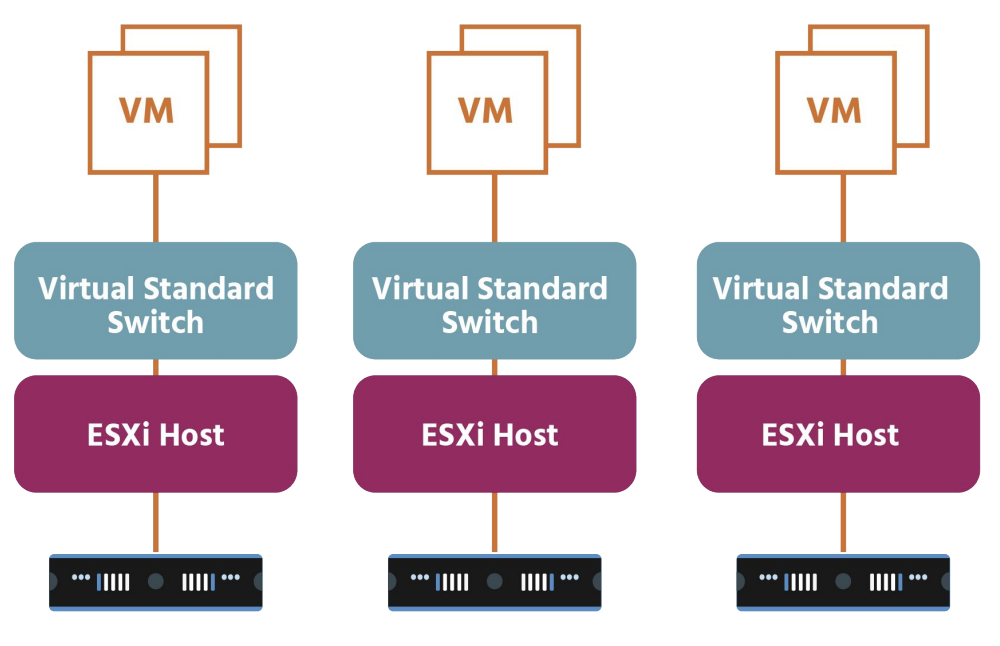 VM
VM
VM
Virtual Standard
Switch
Virtual Standard
Switch
Virtual Standard
Switch
ESXi Host
ESXi Host
ESXi Host